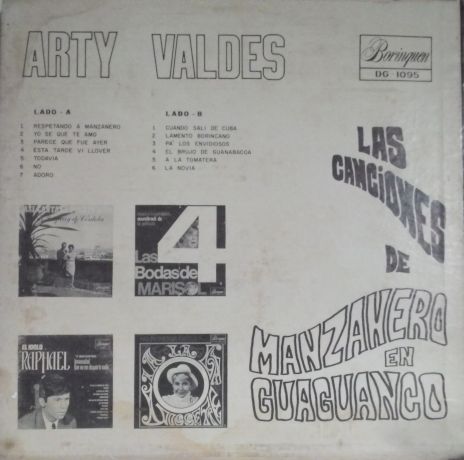 ARTY VALDES
Borinquen
DG 1095
LADO - A
1 RESPETANDO A MANZANERO
2 YO SE QUE TE AMO
3 PARECE QUE FUE AYER
4 ESTA TARDE VI LLOVER
5 TODAVIA
6 NO
7 ADORO
LADO - B
1 CUANDO SALI DE CUBA
2 LAMENTO BORINCANO
3 PA' LOS ENVIDIOSOS
4 EL BRUJO DE GUANABACOA
5 A LA TOMATERA
6 LA NOVIA
LAS
CANCIONES
DE
MANZANERO
EN
GUAGUANCO
4
Las
Bodas de
MARISOL
EL IDOLO
RAPHAEL